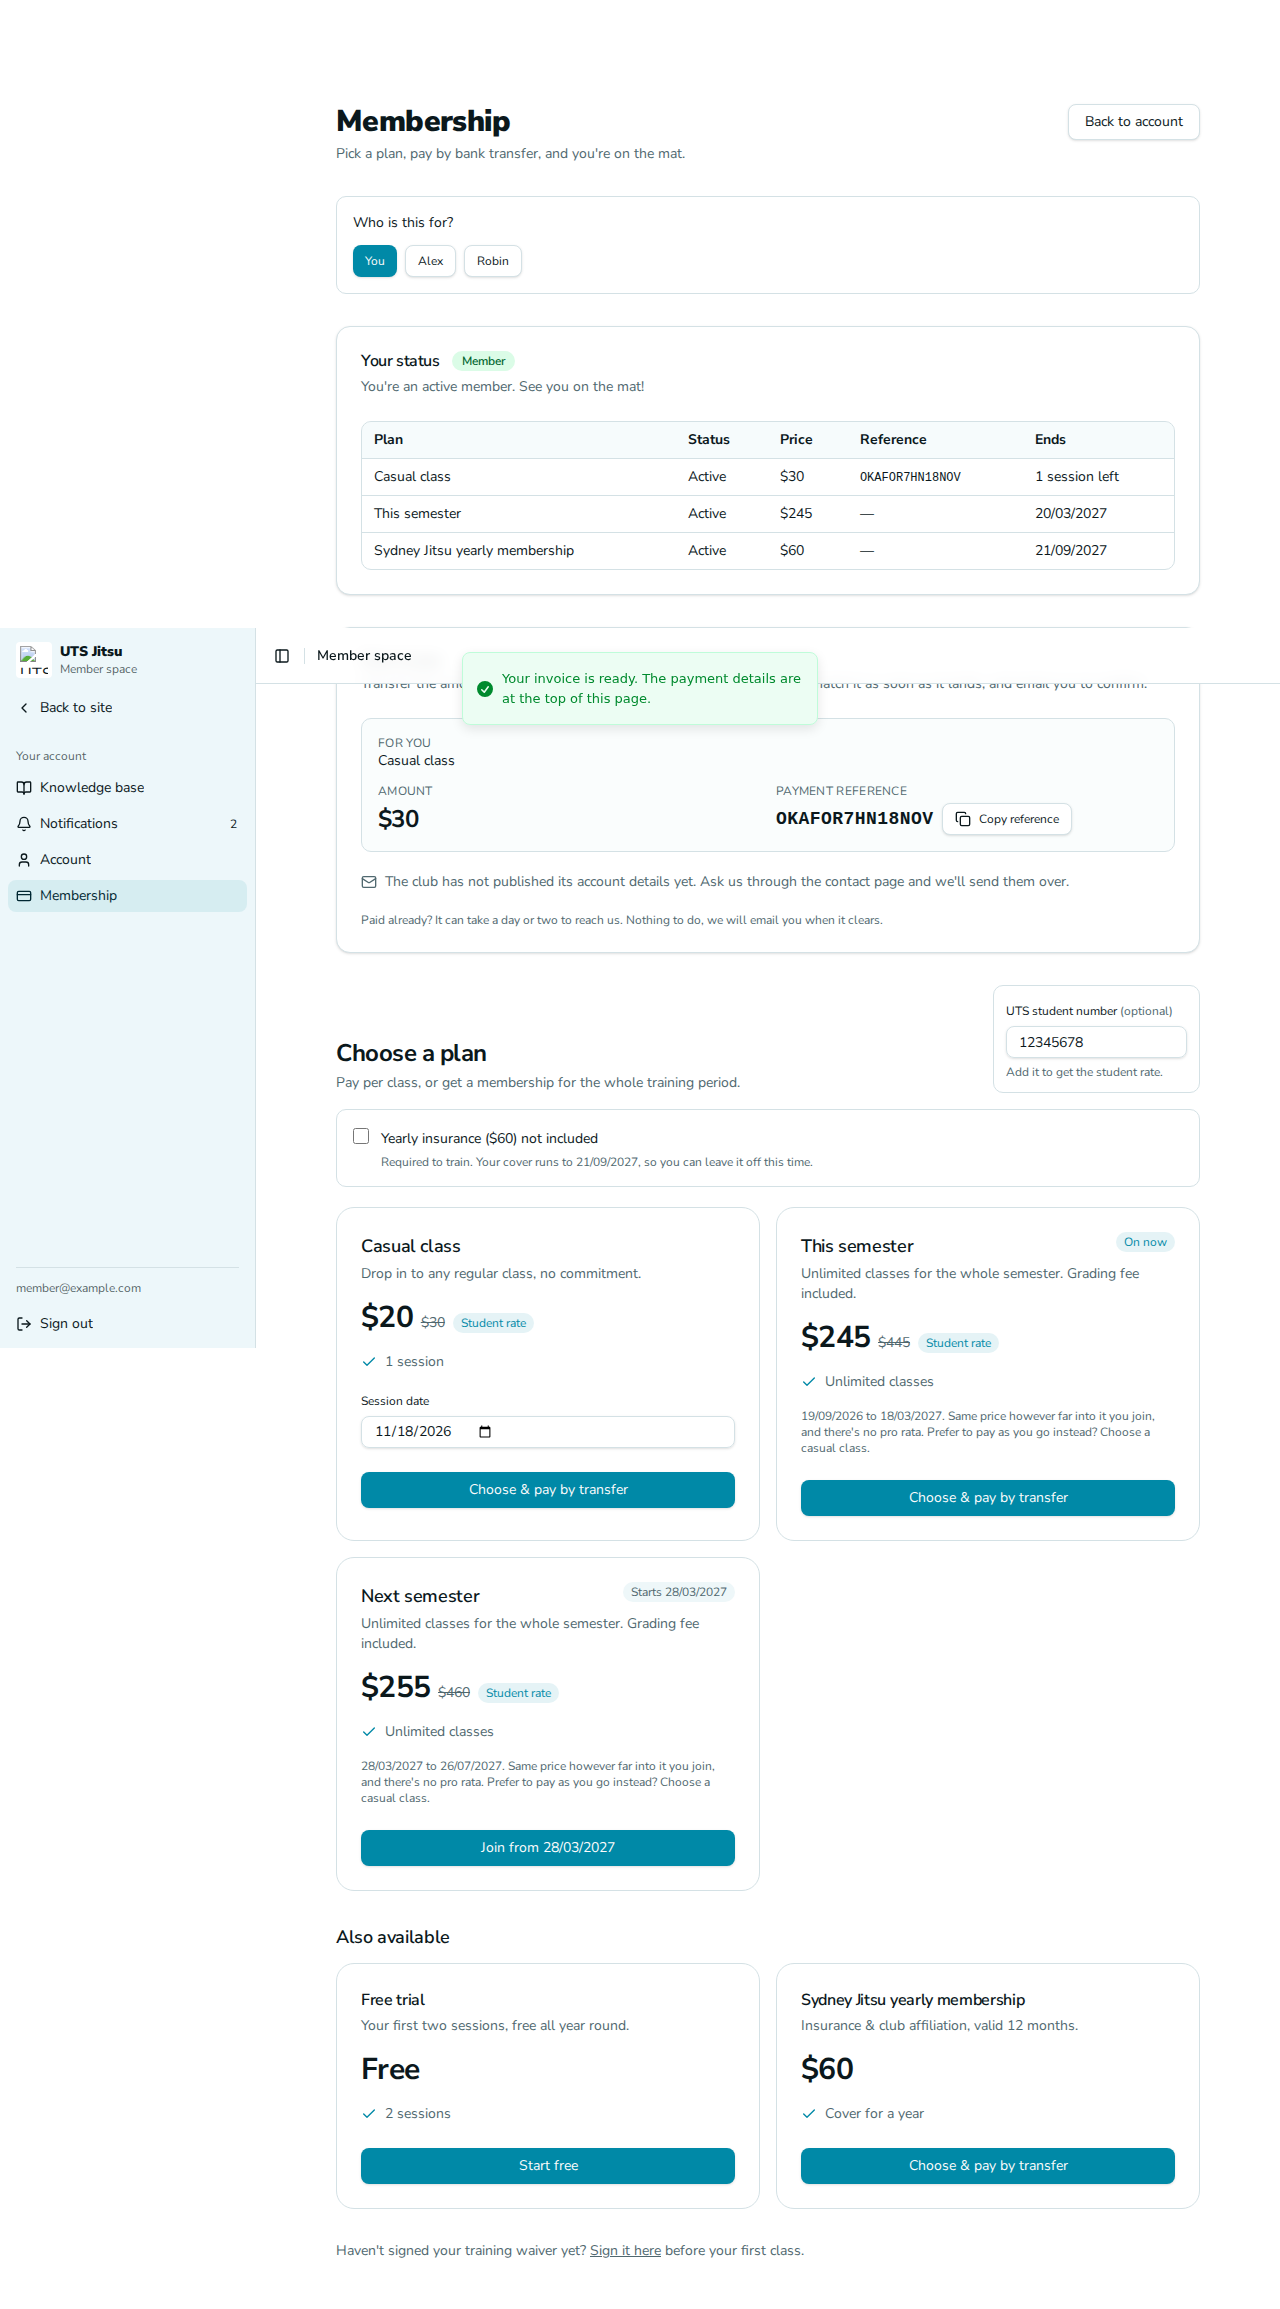 Membership
Back to account
Pick a plan, pay by bank transfer, and you're on the mat.
Who is this for?
You
Alex
Robin
Your status
Member
You're an active member. See you on the mat!
Plan Status Price Reference Ends
Casual class Active $30 OKAFOR7HN18NOV 1 session left
This semester Active $245 — 20/03/2027
Sydney Jitsu yearly membership Active $60 — 21/09/2027
UTS Jitsu
Member space
Back to site
Your account
Knowledge base
Notifications 2
Account
Membership
member@example.com
Sign out
Member space
Your invoice is ready. The payment details are
at the top of this page.
Transfer the
as soon as it lands, and email you to confirm.
FOR YOU
Casual class
AMOUNT
$30
PAYMENT REFERENCE
OKAFOR7HN18NOV
Copy reference
The club has not published its account details yet. Ask us through the contact page and we'll send them over.
Paid already? It can take a day or two to reach us. Nothing to do, we will email you when it clears.
Choose a plan
Pay per class, or get a membership for the whole training period.
UTS student number (optional)
12345678
Add it to get the student rate.
Yearly insurance ($60) not included
Required to train. Your cover runs to 21/09/2027, so you can leave it off this time.
Casual class
Drop in to any regular class, no commitment.
$20 $30 Student rate
1 session
Session date
11/18/2026
Choose & pay by transfer
This semester
On now
Unlimited classes for the whole semester. Grading fee
included.
$245 $445 Student rate
Unlimited classes
19/09/2026 to 18/03/2027. Same price however far into it you join,
and there's no pro rata. Prefer to pay as you go instead? Choose a
casual class.
Choose & pay by transfer
Next semester
Starts 28/03/2027
Unlimited classes for the whole semester. Grading fee
included.
$255 $460 Student rate
Unlimited classes
28/03/2027 to 26/07/2027. Same price however far into it you join,
and there's no pro rata. Prefer to pay as you go instead? Choose a
casual class.
Join from 28/03/2027
Also available
Free trial
Your first two sessions, free all year round.
Free
2 sessions
Start free
Sydney Jitsu yearly membership
Insurance & club affiliation, valid 12 months.
$60
Cover for a year
Choose & pay by transfer
Haven't signed your training waiver yet? Sign it here before your first class.